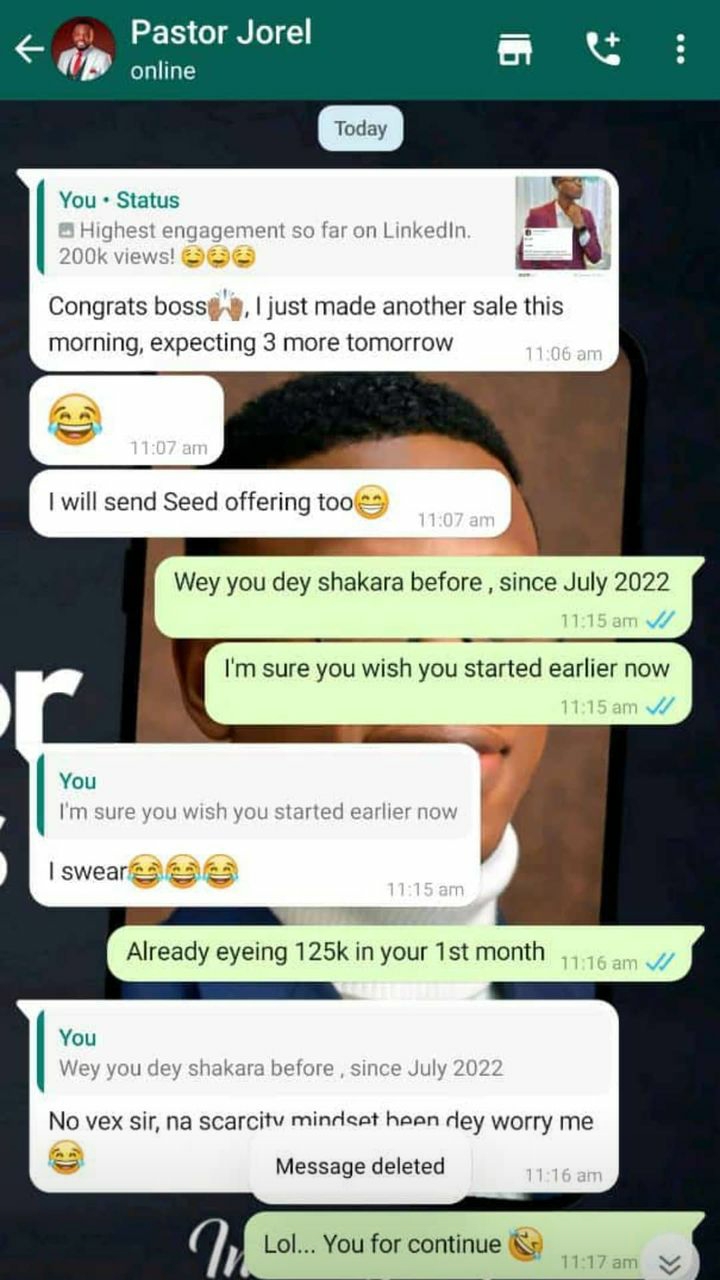 Pastor Jorel
online
Today
You • Status
Highest engagement so far on LinkedIn.
200k views! 🤤🤤🤤
Congrats boss🙌🏽, I just made another sale this
morning, expecting 3 more tomorrow
11:06 am
😂
11:07 am
I will send Seed offering too😁
11:07 am
Wey you dey shakara before , since July 2022
11:15 am
I'm sure you wish you started earlier now
11:15 am
You
I'm sure you wish you started earlier now
I swear😂😂😂
11:15 am
Already eyeing 125k in your 1st month
11:16 am
You
Wey you dey shakara before , since July 2022
No vex sir, na scarcity mindset been dey worry me
😂
11:16 am
Message deleted
Lol... You for continue 🤣
11:17 am